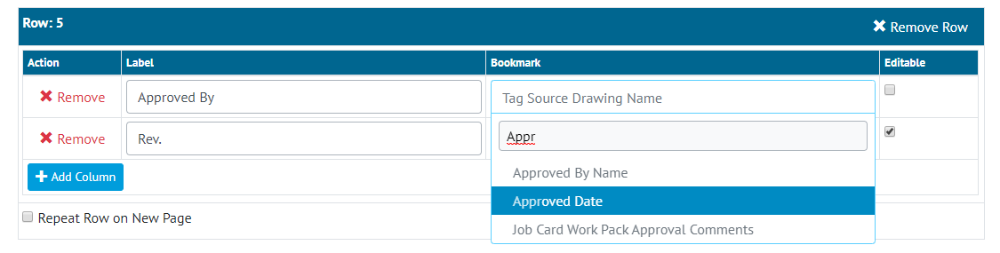 Row: 5
Remove Row
Action Label Bookmark Editable
Remove Approved By Tag Source Drawing Name
Appr
Remove Rev.
Approved By Name
Add Column
Approved Date
Repeat Row on New Page
Job Card Work Pack Approval Comments